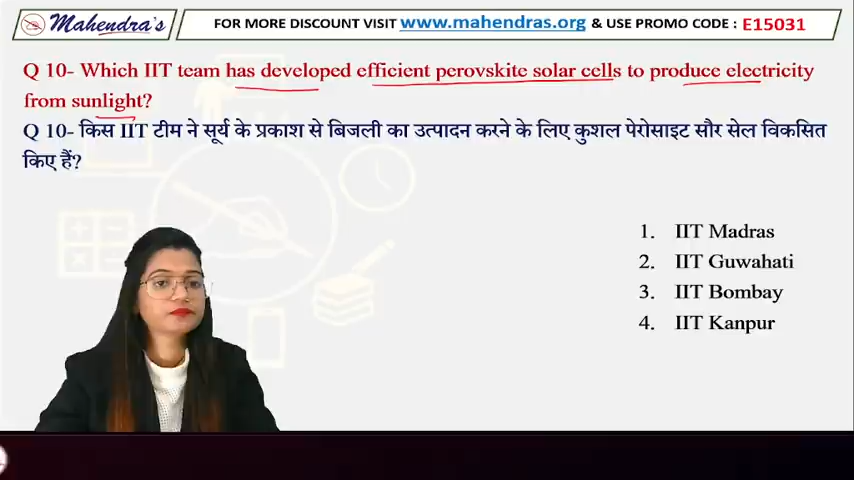 Mahendra's
FOR MORE DISCOUNT VISIT www.mahendras.org & USE PROMO CODE : E15031
Q 10- Which IIT team has developed efficient perovskite solar cells to produce electricity
from sunlight?
Q 10- किस IIT टीम ने सूर्य के प्रकाश से बिजली का उत्पादन करने के लिए कुशल पेरोसाइट सौर सेल विकसित
किए हैं?
1. IIT Madras
2. IIT Guwahati
3. IIT Bombay
4. IIT Kanpur